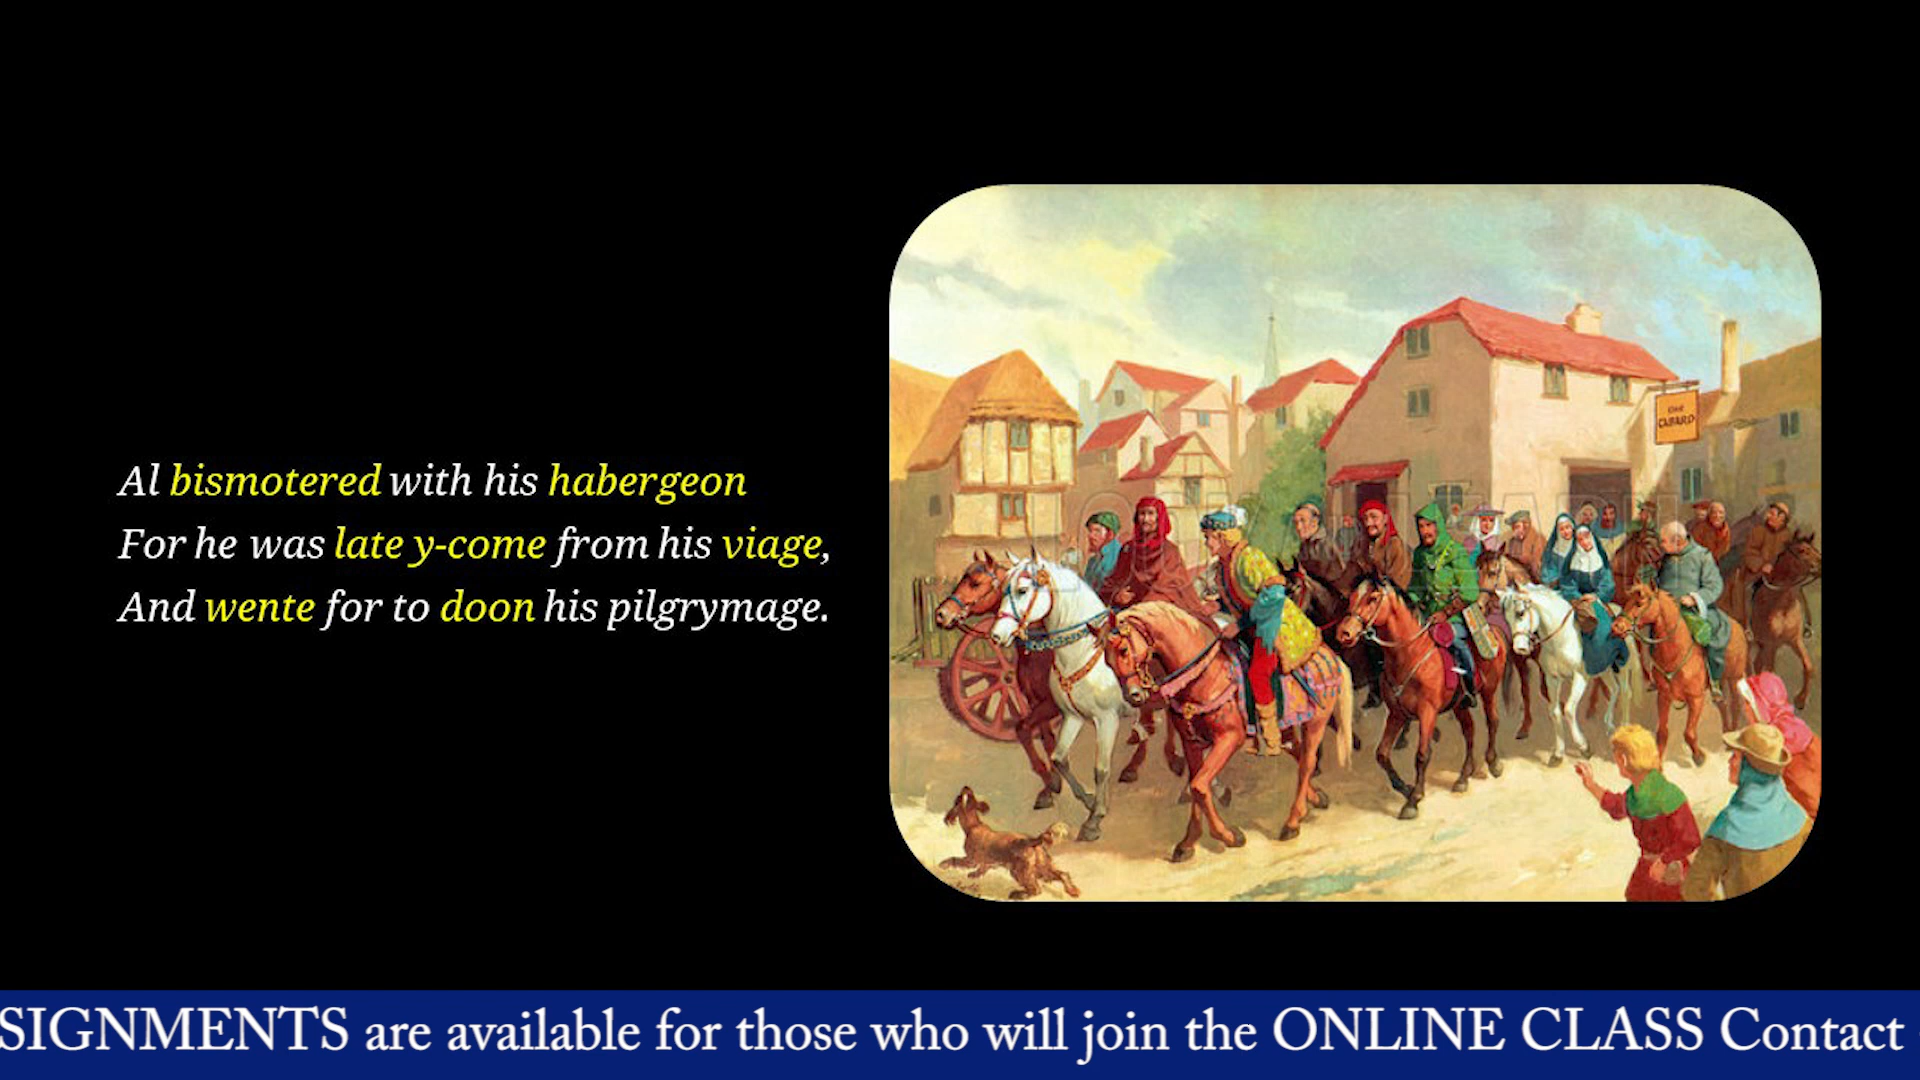 Al bismotered with his habergeon
For he was late y-come from his viage,
And wente for to doon his pilgrymage.
TABARD
SIGNMENTS are available for those who will join the ONLINE CLASS Contact